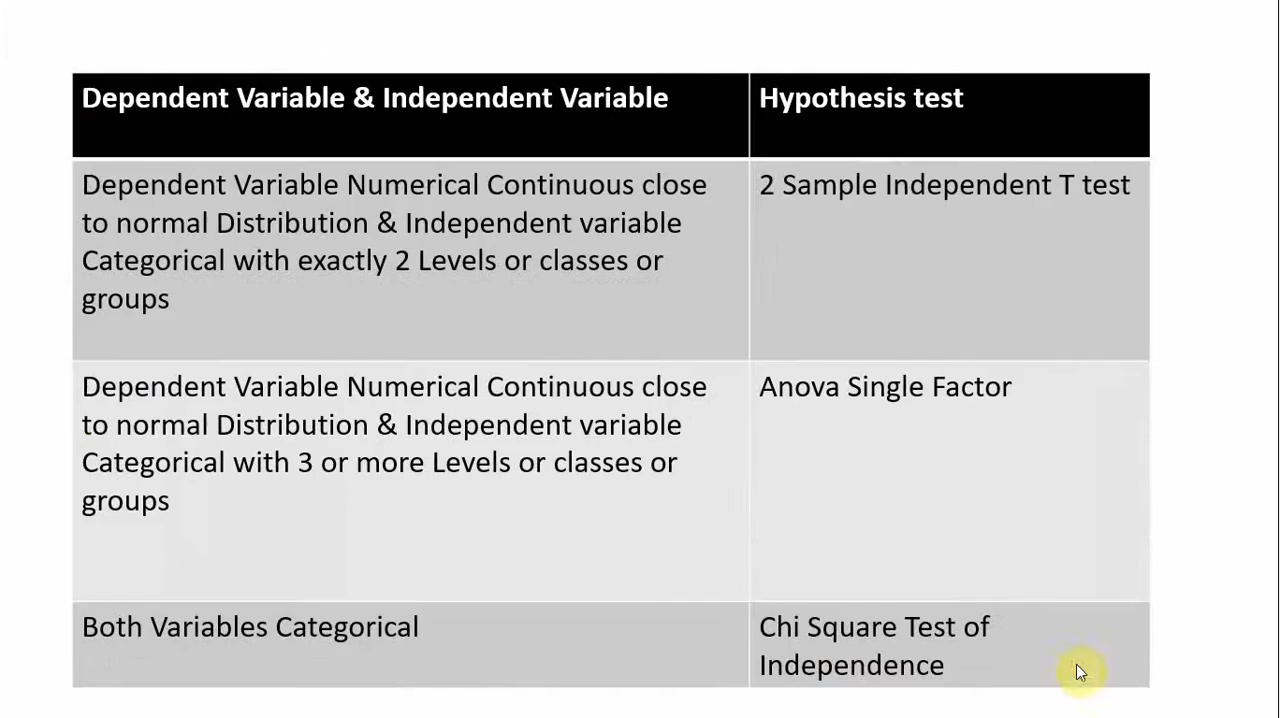 Dependent Variable & Independent Variable
Hypothesis test
Dependent Variable Numerical Continuous close
to normal Distribution & Independent variable
Categorical with exactly 2 Levels or classes or
groups
2 Sample Independent T test
Dependent Variable Numerical Continuous close
to normal Distribution & Independent variable
Categorical with 3 or more Levels or classes or
groups
Anova Single Factor
Both Variables Categorical
Chi Square Test of
Independence